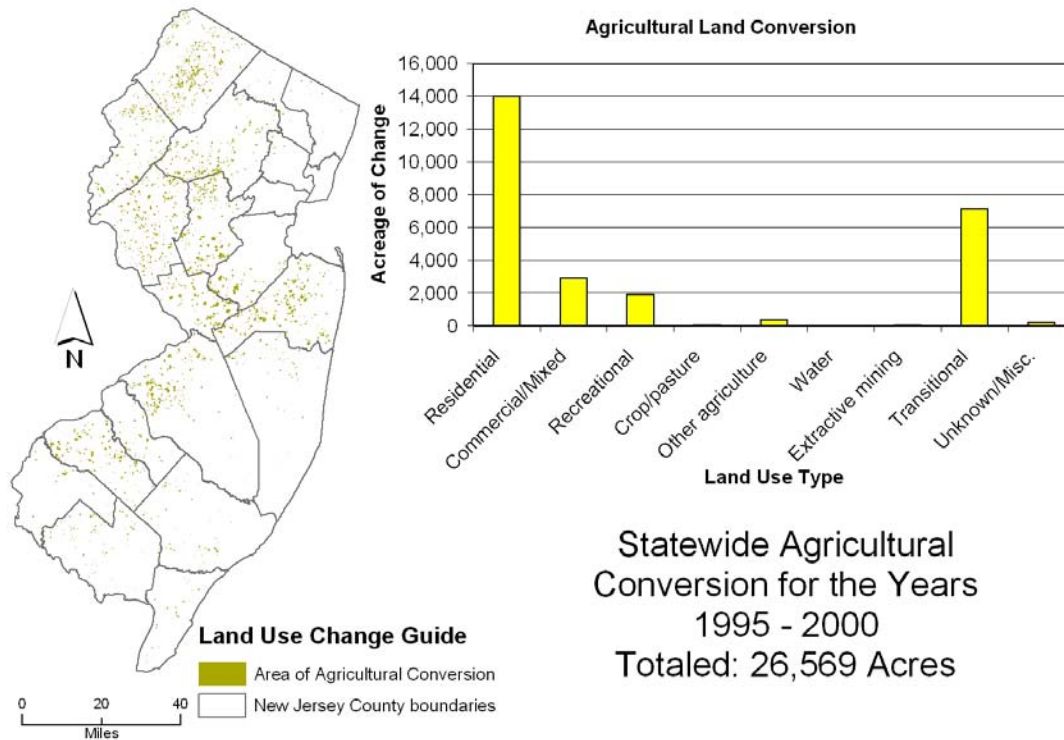 Agricultural Land Conversion
Acreage of Change
16,000
14,000
12,000
10,000
8,000
6,000
4,000
2,000
0
Residential
Commercial/Mixed
Recreational
Crop/pasture
Other agriculture
Water
Extractive mining
Transitional
Unknown/Misc.
Land Use Type
N
Statewide Agricultural
Conversion for the Years
1995 - 2000
Totaled: 26,569 Acres
Land Use Change Guide
Area of Agricultural Conversion
New Jersey County boundaries
0 20 40
Miles